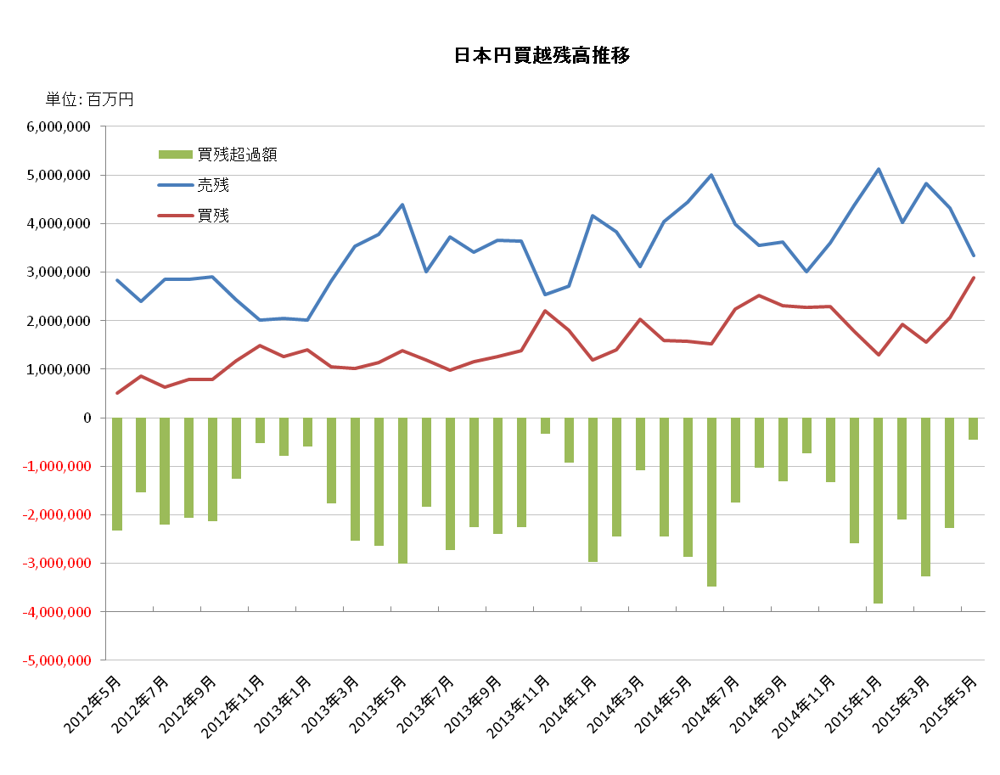 日本円買越残高推移
単位：百万円
6,000,000
5,000,000
4,000,000
3,000,000
2,000,000
1,000,000
0
-1,000,000
-2,000,000
-3,000,000
-4,000,000
-5,000,000
買残超過額
売残
買残
2012年5月
2012年7月
2012年9月
2012年11月
2013年1月
2013年3月
2013年5月
2013年7月
2013年9月
2013年11月
2014年1月
2014年3月
2014年5月
2014年7月
2014年9月
2014年11月
2015年1月
2015年3月
2015年5月